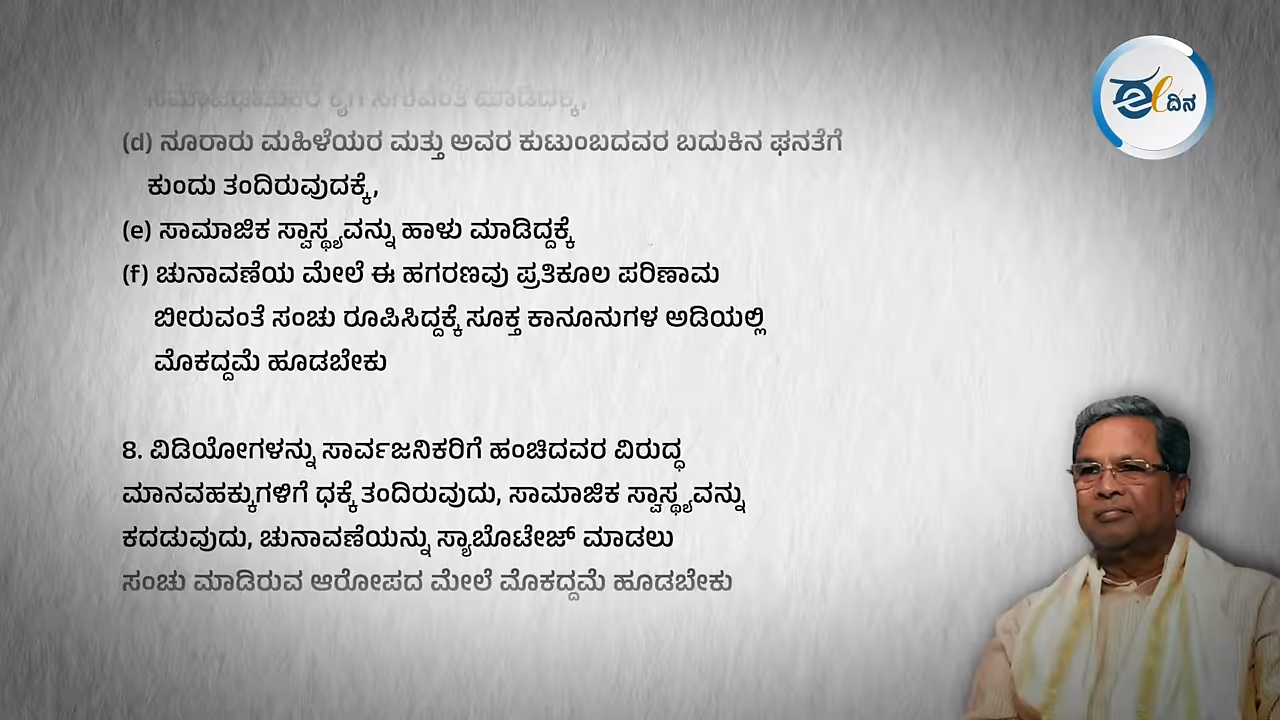 ದಿನ
(d) ನೂರಾರು ಮಹಿಳೆಯರ ಮತ್ತು ಅವರ ಕುಟುಂಬದವರ ಬದುಕಿನ ಘನತೆಗೆ
ಕುಂದು ತಂದಿರುವುದಕ್ಕೆ,
(e) ಸಾಮಾಜಿಕ ಸ್ವಾಸ್ಥ್ಯವನ್ನು ಹಾಳು ಮಾಡಿದ್ದಕ್ಕೆ
(f) ಚುನಾವಣೆಯ ಮೇಲೆ ಈ ಹಗರಣವು ಪ್ರತಿಕೂಲ ಪರಿಣಾಮ
ಬೀರುವಂತೆ ಸಂಚು ರೂಪಿಸಿದ್ದಕ್ಕೆ ಸೂಕ್ತ ಕಾನೂನುಗಳ ಅಡಿಯಲ್ಲಿ
ಮೊಕದ್ದಮೆ ಹೂಡಬೇಕು
8. ವಿಡಿಯೋಗಳನ್ನು ಸಾರ್ವಜನಿಕರಿಗೆ ಹಂಚಿದವರ ವಿರುದ್ಧ
ಮಾನವಹಕ್ಕುಗಳಿಗೆ ಧಕ್ಕೆ ತಂದಿರುವುದು, ಸಾಮಾಜಿಕ ಸ್ವಾಸ್ಥ್ಯವನ್ನು
ಕದಡುವುದು, ಚುನಾವಣೆಯನ್ನು ಸ್ಯಾಬೊಟೇಜ್ ಮಾಡಲು
ಸಂಚು ಮಾಡಿರುವ ಆರೋಪದ ಮೇಲೆ ಮೊಕದ್ದಮೆ ಹೂಡಬೇಕು